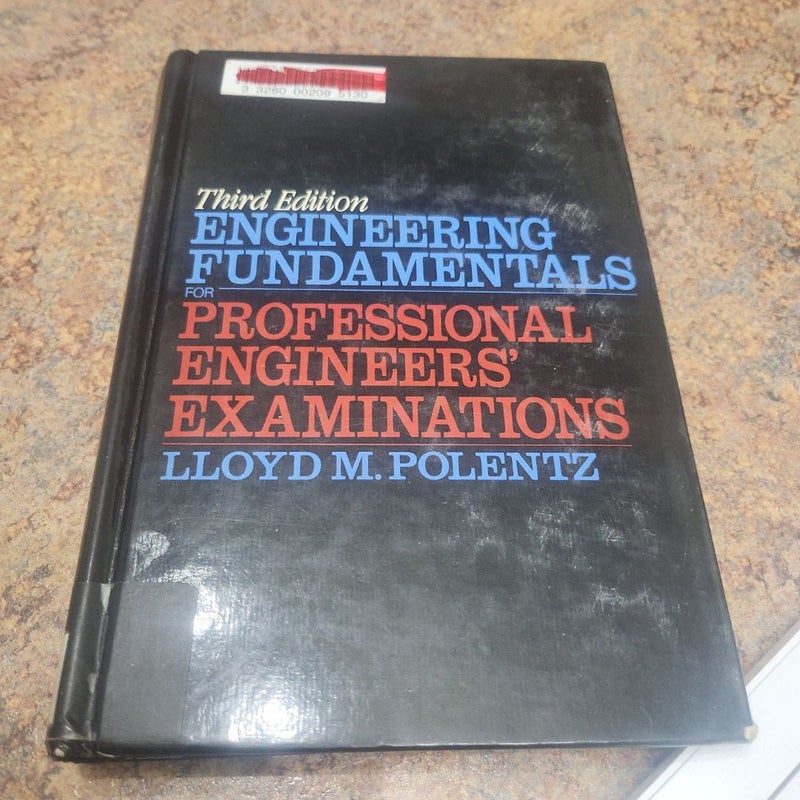 3 3280 00209 5130
Third Edition
ENGINEERING
FUNDAMENTALS
FOR
PROFESSIONAL
ENGINEERS'
EXAMINATIONS
LLOYD M. POLENTZ